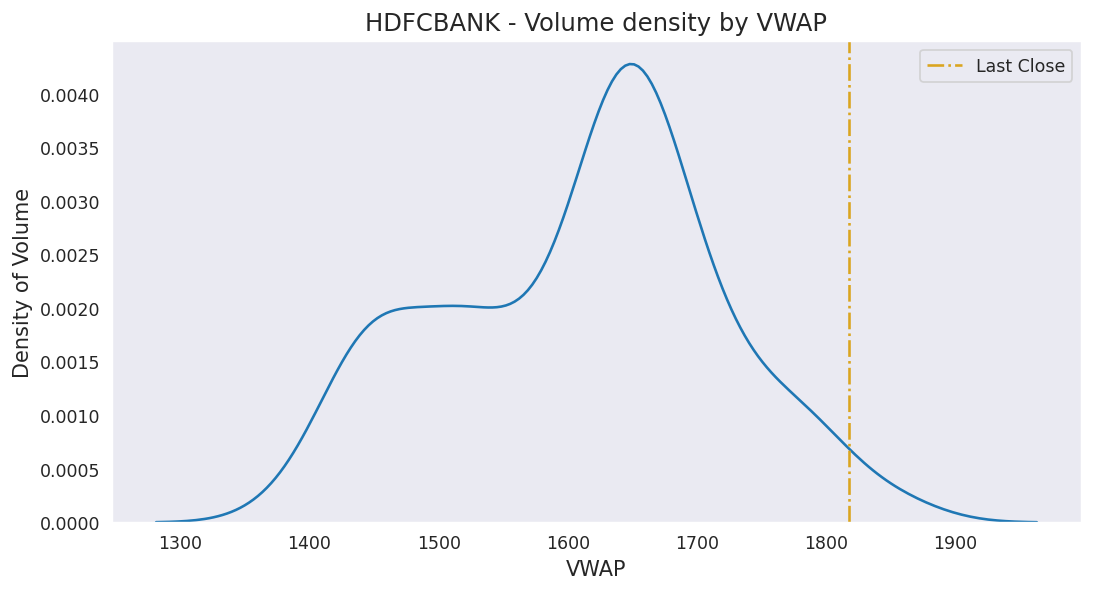 HDFCBANK - Volume density by VWAP
Last Close
Density of Volume
0.0040
0.0035
0.0030
0.0025
0.0020
0.0015
0.0010
0.0005
0.0000
1300 1400 1500 1600 1700 1800 1900
VWAP